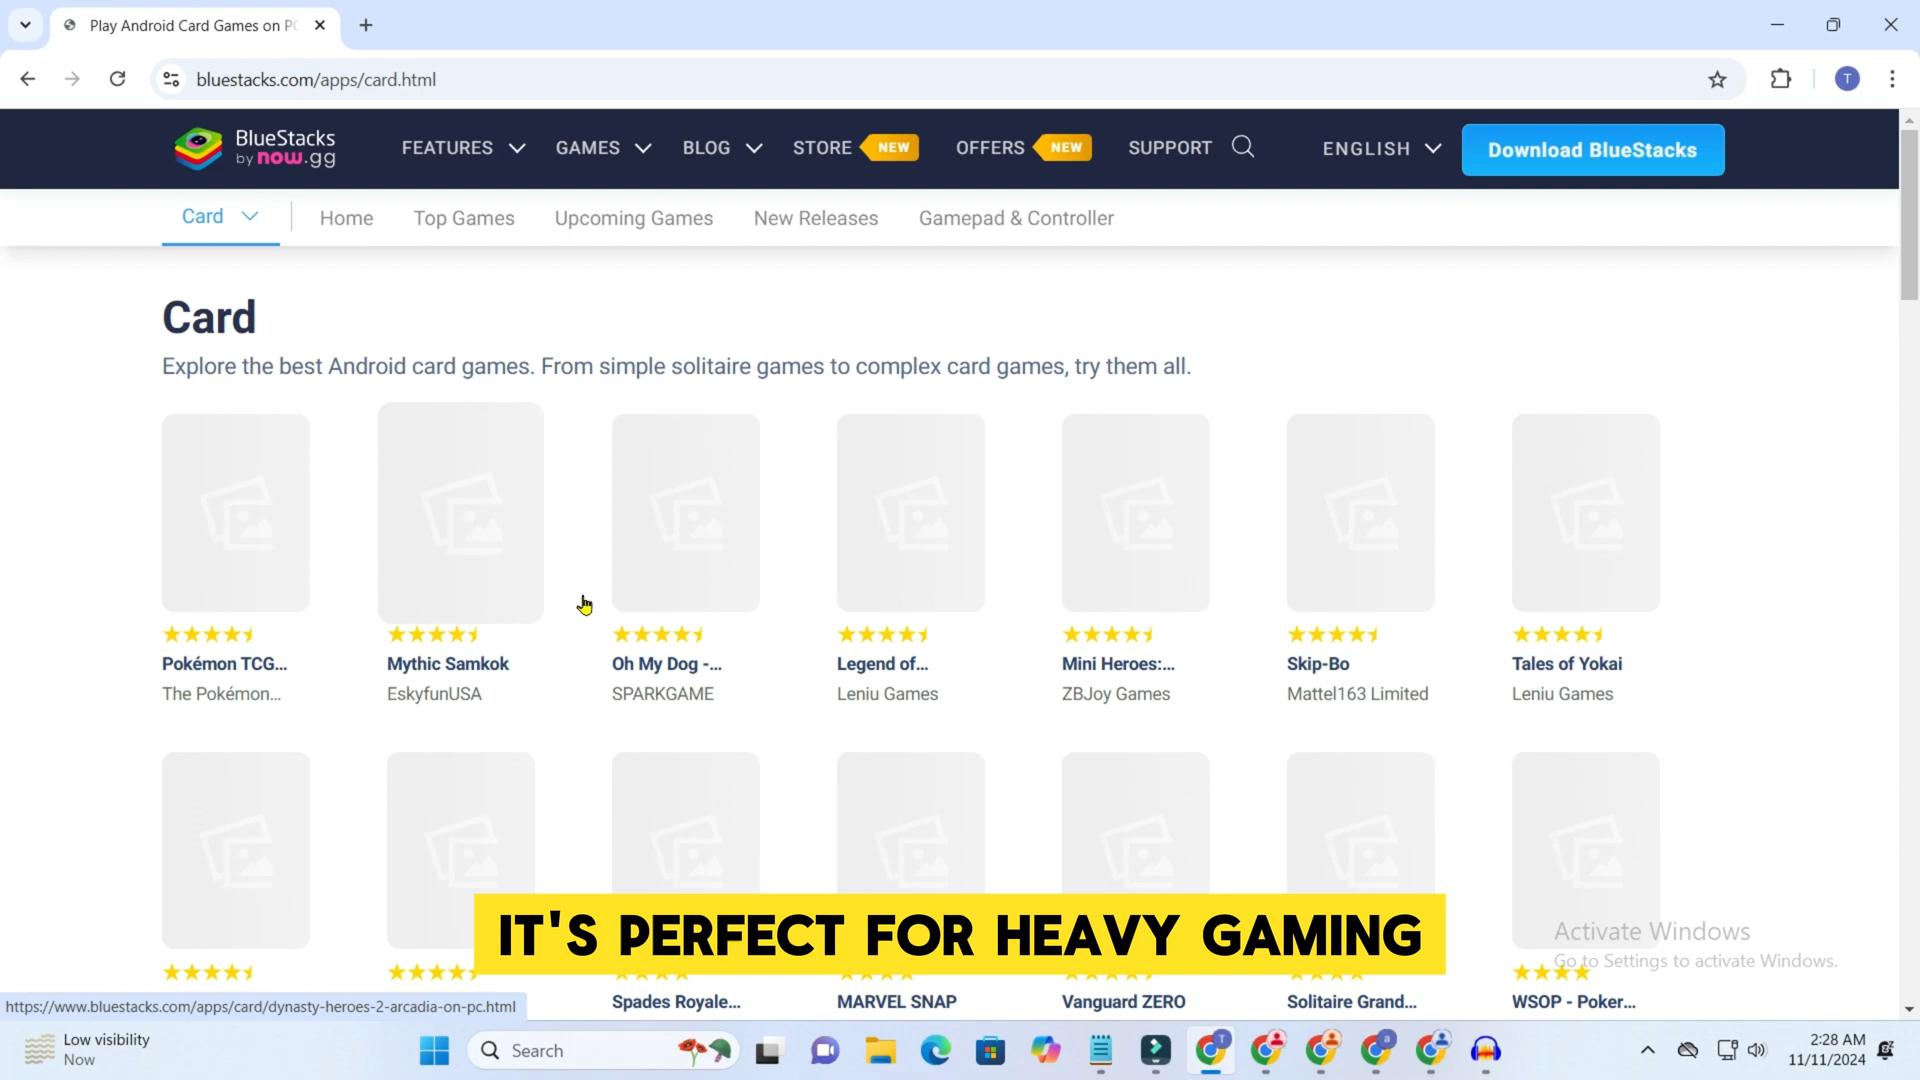 Play Android Card Games on PC
bluestacks.com/apps/card.html
BlueStacks
by now.gg
FEATURES GAMES BLOG STORE NEW OFFERS NEW SUPPORT ENGLISH Download BlueStacks
Card Home Top Games Upcoming Games New Releases Gamepad & Controller
Card
Explore the best Android card games. From simple solitaire games to complex card games, try them all.
Pokémon TCG... Mythic Samkok Oh My Dog -... Legend of... Mini Heroes:... Skip-Bo Tales of Yokai
The Pokémon... EskyfunUSA SPARKGAME Leniu Games ZBJoy Games Mattel163 Limited Leniu Games
IT'S PERFECT FOR HEAVY GAMING
Activate Windows
Go to Settings to activate Windows.
Spades Royale... MARVEL SNAP Vanguard ZERO Solitaire Grand... WSOP - Poker...
https://www.bluestacks.com/apps/card/dynasty-heroes-2-arcadia-on-pc.html
Low visibility
Now
Search
T
2:28 AM
11/11/2024